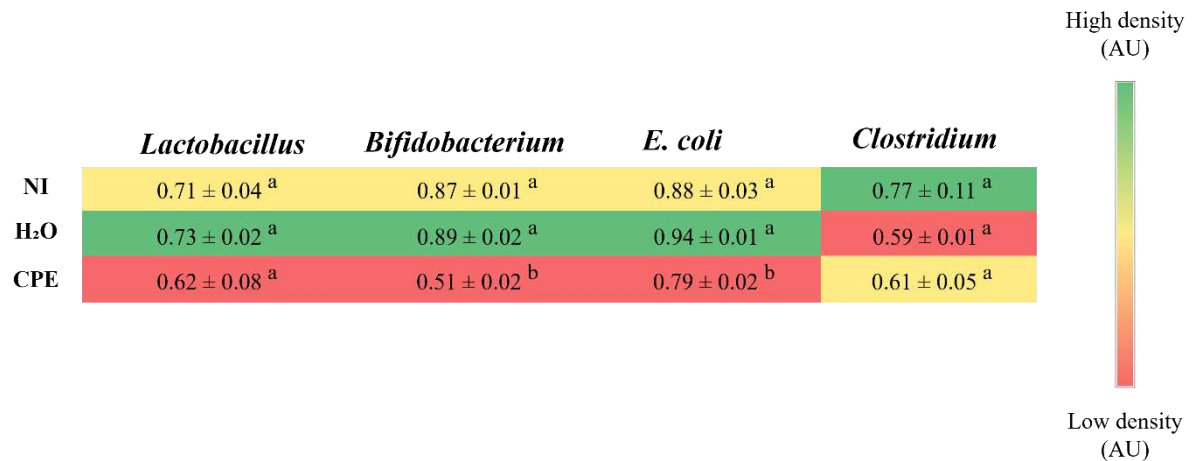 High density
(AU)
Lactobacillus Bifidobacterium E. coli Clostridium
NI 0.71 ± 0.04 a 0.87 ± 0.01 a 0.88 ± 0.03 a 0.77 ± 0.11 a
H₂O 0.73 ± 0.02 a 0.89 ± 0.02 a 0.94 ± 0.01 a 0.59 ± 0.01 a
CPE 0.62 ± 0.08 a 0.51 ± 0.02 b 0.79 ± 0.02 b 0.61 ± 0.05 a
Low density
(AU)